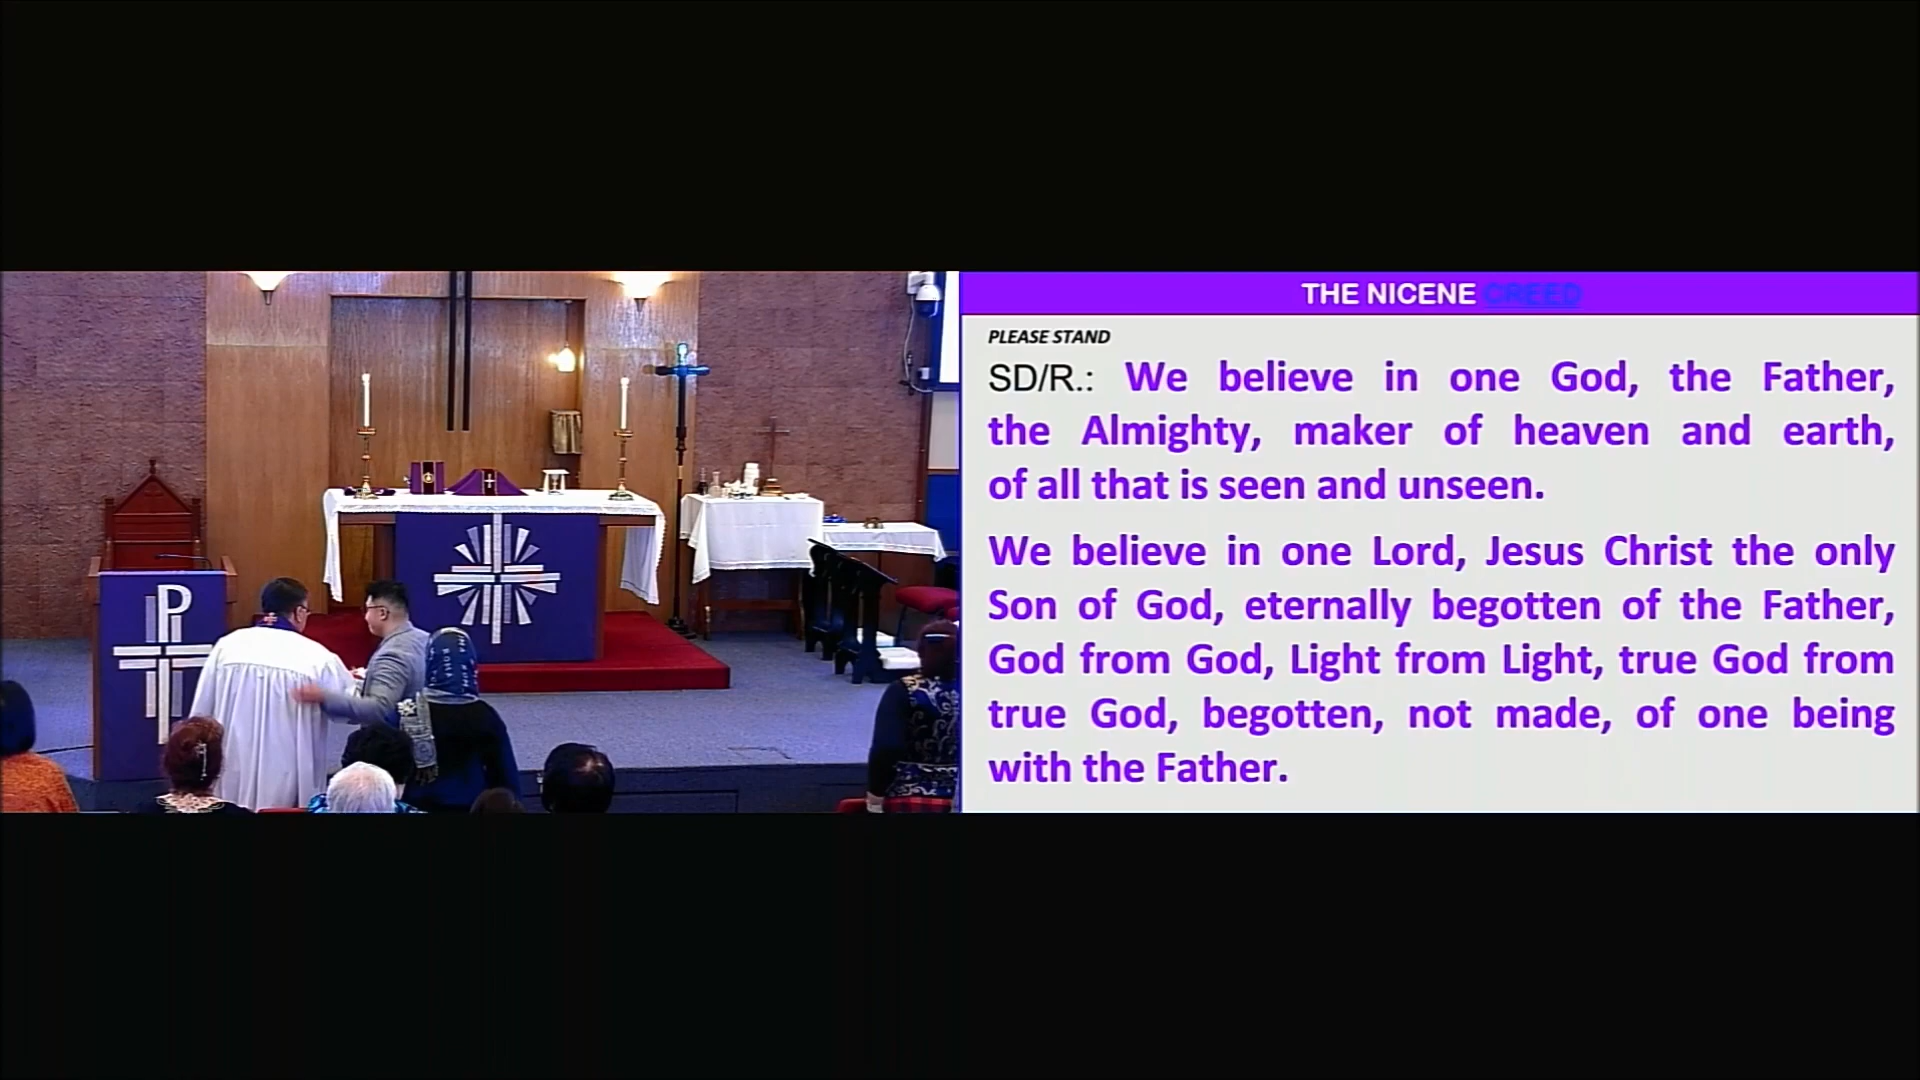 THE NICENE CREED
PLEASE STAND
SD/R.: We believe in one God, the Father,
the Almighty, maker of heaven and earth,
of all that is seen and unseen.
We believe in one Lord, Jesus Christ the only
Son of God, eternally begotten of the Father,
God from God, Light from Light, true God from
true God, begotten, not made, of one being
with the Father.